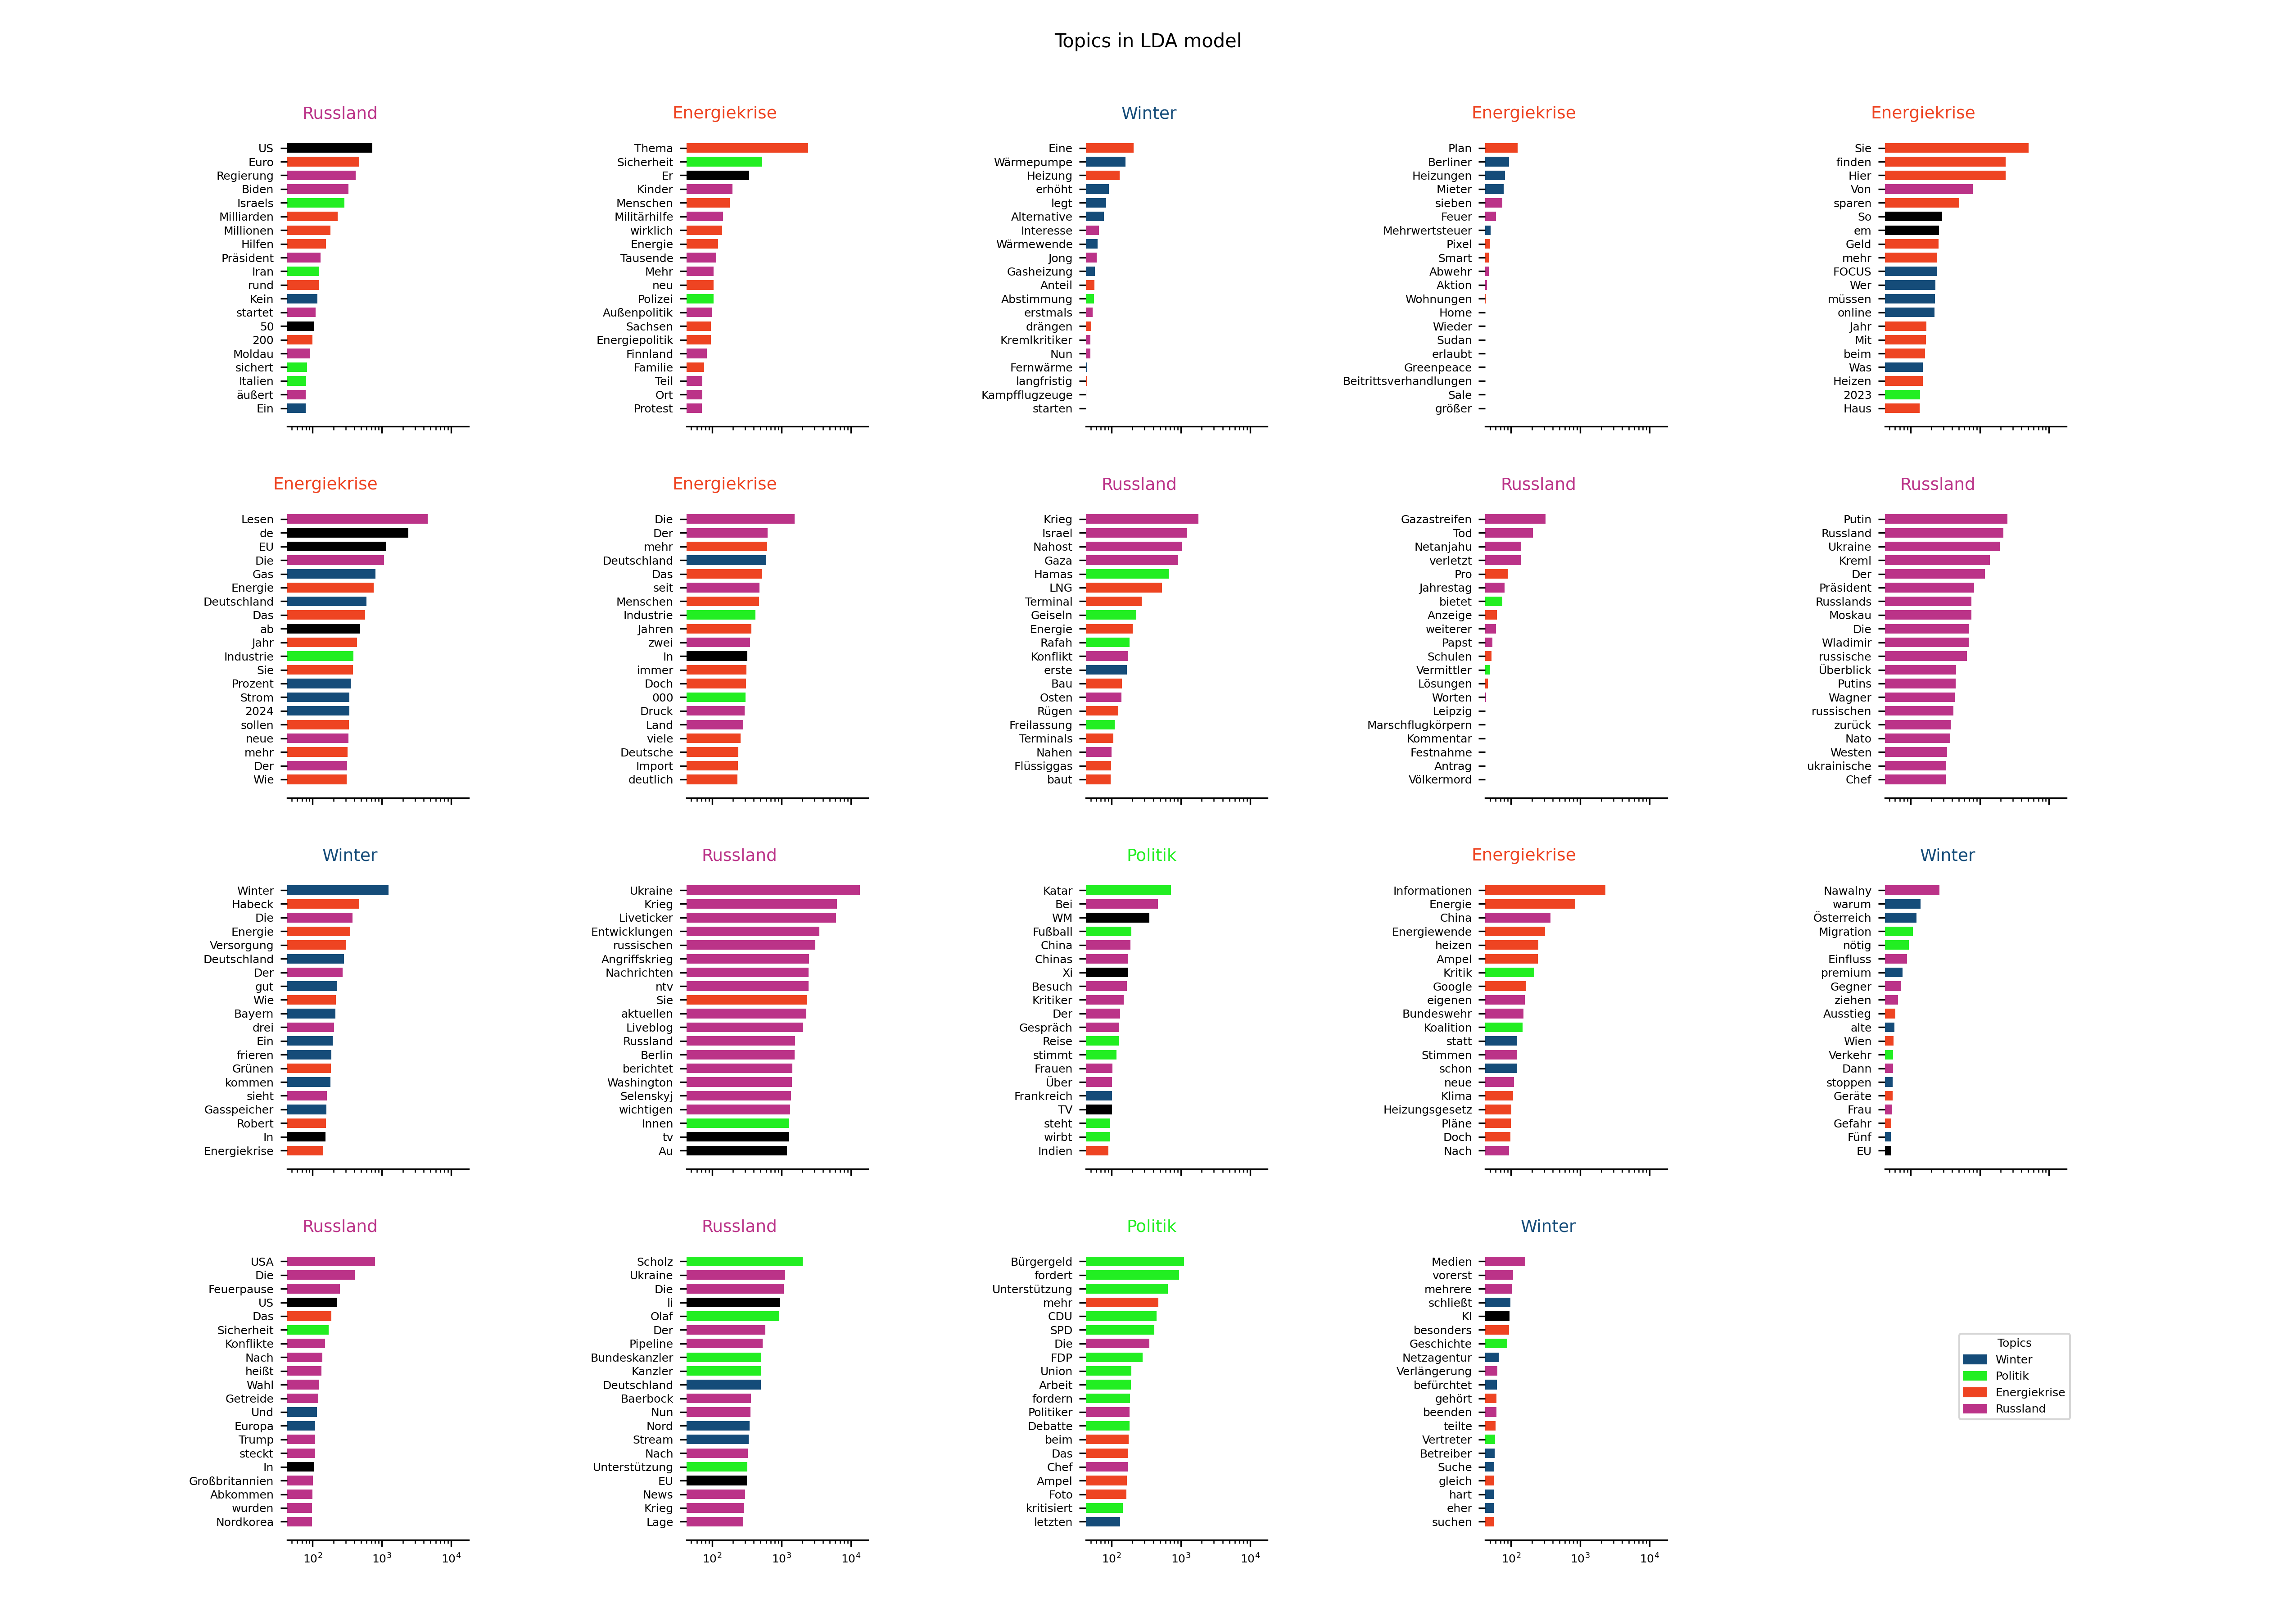 Topics in LDA model
Russland
US
Euro
Regierung
Biden
Israels
Milliarden
Millionen
Hilfen
Präsident
Iran
rund
Kein
startet
50
200
Moldau
sichert
Italien
äußert
Ein
Energiekrise
Thema
Sicherheit
Er
Kinder
Menschen
Militärhilfe
wirklich
Energie
Tausende
Mehr
neu
Polizei
Außenpolitik
Sachsen
Energiepolitik
Finnland
Familie
Teil
Ort
Protest
Winter
Eine
Wärmepumpe
Heizung
erhöht
legt
Alternative
Interesse
Wärmewende
Jong
Gasheizung
Anteil
Abstimmung
erstmals
drängen
Kremlkritiker
Nun
Fernwärme
langfristig
Kampfflugzeuge
starten
Energiekrise
Plan
Berliner
Heizungen
Mieter
sieben
Feuer
Mehrwertsteuer
Pixel
Smart
Abwehr
Aktion
Wohnungen
Home
Wieder
Sudan
erlaubt
Greenpeace
Beitrittsverhandlungen
Sale
größer
Energiekrise
Sie
finden
Hier
Von
sparen
So
em
Geld
mehr
FOCUS
Wer
müssen
online
Jahr
Mit
beim
Was
Heizen
2023
Haus
Energiekrise
Lesen
de
EU
Die
Gas
Energie
Deutschland
Das
ab
Jahr
Industrie
Sie
Prozent
Strom
2024
sollen
neue
mehr
Der
Wie
Energiekrise
Die
Der
mehr
Deutschland
Das
seit
Menschen
Industrie
Jahren
zwei
In
immer
Doch
000
Druck
Land
viele
Deutsche
Import
deutlich
Russland
Krieg
Israel
Nahost
Gaza
Hamas
LNG
Terminal
Geiseln
Energie
Rafah
Konflikt
erste
Bau
Osten
Rügen
Freilassung
Terminals
Nahen
Flüssiggas
baut
Russland
Gazastreifen
Tod
Netanjahu
verletzt
Pro
Jahrestag
bietet
Anzeige
weiterer
Papst
Schulen
Vermittler
Lösungen
Worten
Leipzig
Marschflugkörpern
Kommentar
Festnahme
Antrag
Völkermord
Russland
Putin
Russland
Ukraine
Kreml
Der
Präsident
Russlands
Moskau
Die
Wladimir
russische
Überblick
Putins
Wagner
russischen
zurück
Nato
Westen
ukrainische
Chef
Winter
Winter
Habeck
Die
Energie
Versorgung
Deutschland
Der
gut
Wie
Bayern
drei
Ein
frieren
Grünen
kommen
sieht
Gasspeicher
Robert
In
Energiekrise
Russland
Ukraine
Krieg
Liveticker
Entwicklungen
russischen
Angriffskrieg
Nachrichten
ntv
Sie
aktuellen
Liveblog
Russland
Berlin
berichtet
Washington
Selenskyj
wichtigen
Innen
tv
Au
Politik
Katar
Bei
WM
Fußball
China
Chinas
Xi
Besuch
Kritiker
Der
Gespräch
Reise
stimmt
Frauen
Über
Frankreich
TV
steht
wirbt
Indien
Energiekrise
Informationen
Energie
China
Energiewende
heizen
Ampel
Kritik
Google
eigenen
Bundeswehr
Koalition
statt
Stimmen
schon
neue
Klima
Heizungsgesetz
Pläne
Doch
Nach
Winter
Nawalny
warum
Österreich
Migration
nötig
Einfluss
premium
Gegner
ziehen
Ausstieg
alte
Wien
Verkehr
Dann
stoppen
Geräte
Frau
Gefahr
Fünf
EU
Russland
USA
Die
Feuerpause
US
Das
Sicherheit
Konflikte
Nach
heißt
Wahl
Getreide
Und
Europa
Trump
steckt
In
Großbritannien
Abkommen
wurden
Nordkorea
10² 10³ 10⁴
Russland
Scholz
Ukraine
Die
li
Olaf
Der
Pipeline
Bundeskanzler
Kanzler
Deutschland
Baerbock
Nun
Nord
Stream
Nach
Unterstützung
EU
News
Krieg
Lage
10² 10³ 10⁴
Politik
Bürgergeld
fordert
Unterstützung
mehr
CDU
SPD
Die
FDP
Union
Arbeit
fordern
Politiker
Debatte
beim
Das
Chef
Ampel
Foto
kritisiert
letzten
10² 10³ 10⁴
Winter
Medien
vorerst
mehrere
schließt
KI
besonders
Geschichte
Netzagentur
Verlängerung
befürchtet
gehört
beenden
teilte
Vertreter
Betreiber
Suche
gleich
hart
eher
suchen
10² 10³ 10⁴
Topics
Winter
Politik
Energiekrise
Russland